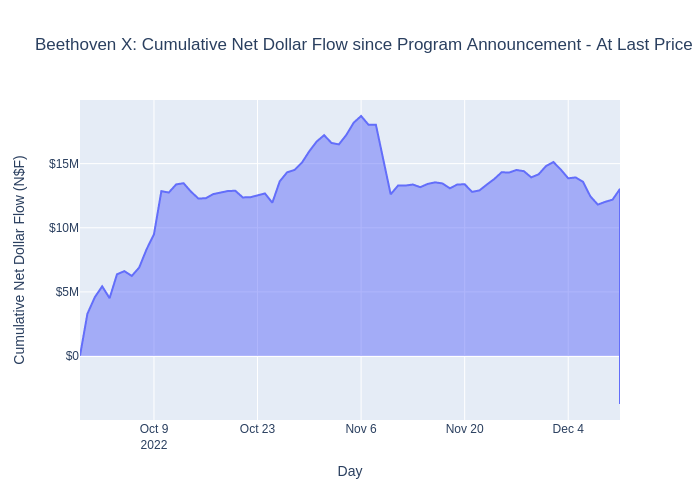 Beethoven X: Cumulative Net Dollar Flow since Program Announcement - At Last Price
Cumulative Net Dollar Flow (N$F)
$15M
$10M
$5M
$0
Oct 9
2022
Oct 23
Nov 6
Nov 20
Dec 4
Day